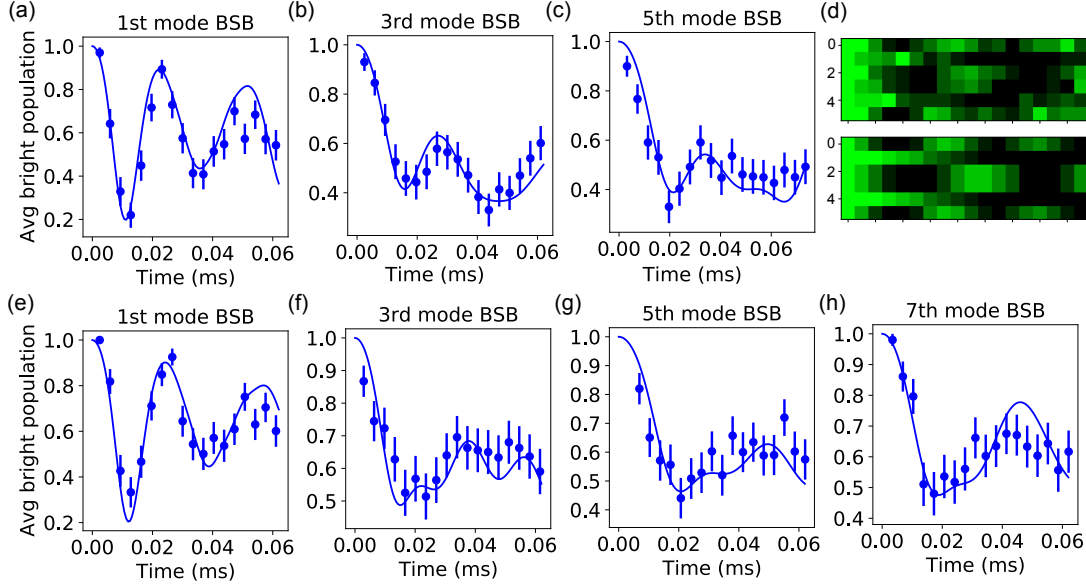 (a) 1st mode BSB
(b) 3rd mode BSB
(c) 5th mode BSB
(d)
Avg bright population
1.0
0.8
0.6
0.4
0.2
0.00 0.02 0.04 0.06
Time (ms)
1.0
0.8
0.6
0.4
0.00 0.02 0.04 0.06
Time (ms)
1.0
0.8
0.6
0.4
0.00 0.02 0.04 0.06
Time (ms)
0
2
4
0
2
4
(e) 1st mode BSB
(f) 3rd mode BSB
(g) 5th mode BSB
(h) 7th mode BSB
Avg bright population
1.0
0.8
0.6
0.4
0.2
0.00 0.02 0.04 0.06
Time (ms)
1.0
0.9
0.8
0.7
0.6
0.5
0.00 0.02 0.04 0.06
Time (ms)
1.0
0.9
0.8
0.7
0.6
0.5
0.4
0.00 0.02 0.04 0.06
Time (ms)
1.0
0.9
0.8
0.7
0.6
0.5
0.4
0.00 0.02 0.04 0.06
Time (ms)